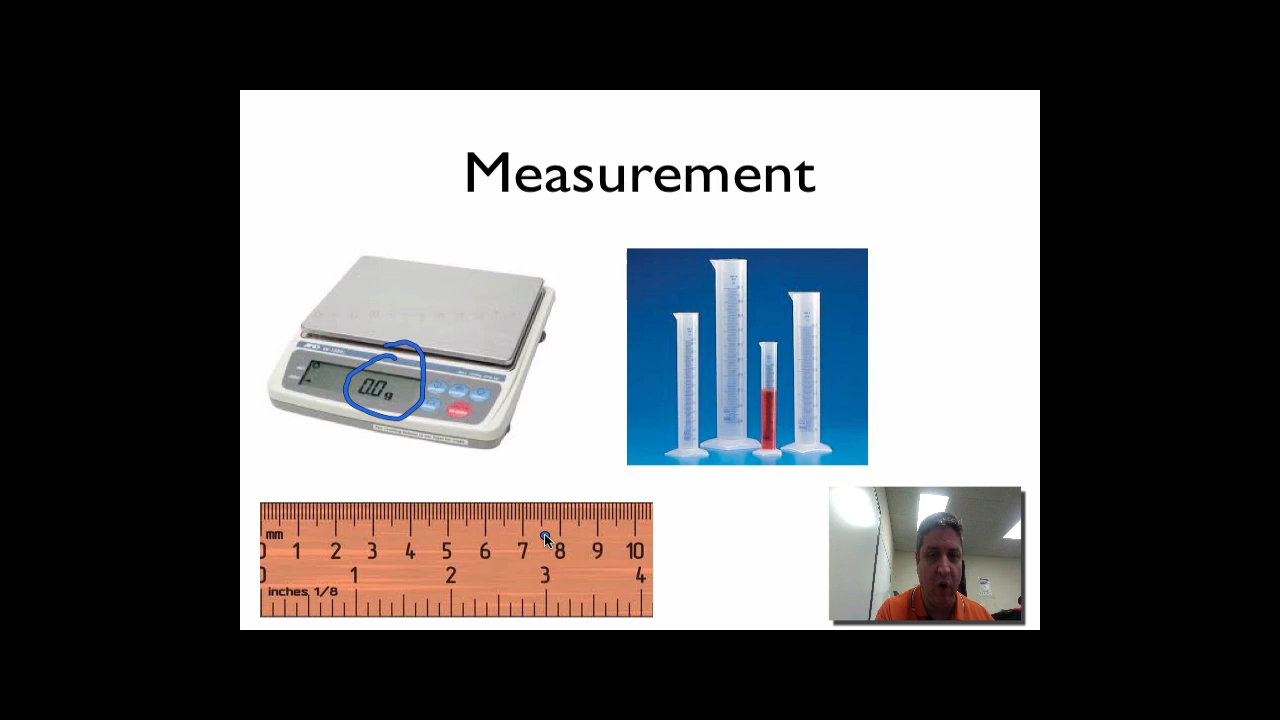 Measurement
AND
0.0 g
mm
0 1 2 3 4 5 6 7 8 9 10
0 1 2 3 4
inches 1/8